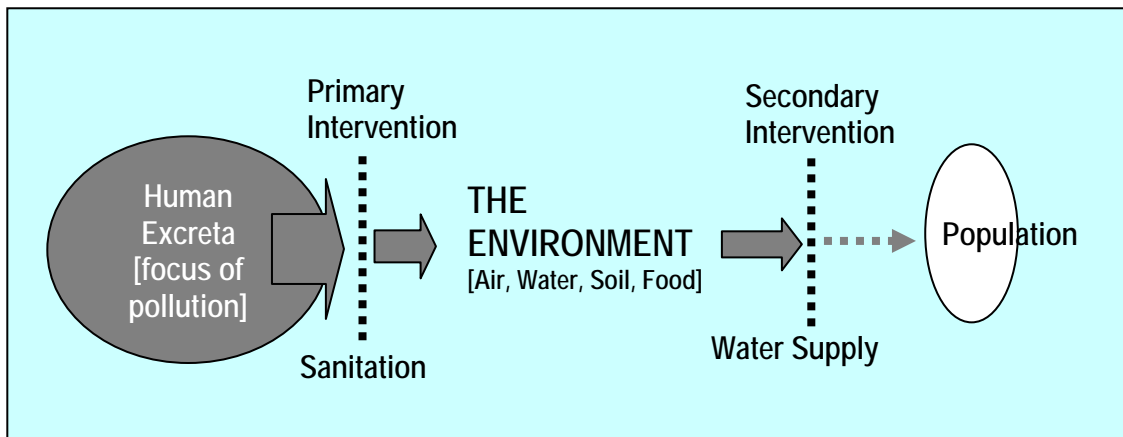 Human
Excreta
[focus of
pollution]
Primary
Intervention
Sanitation
THE
ENVIRONMENT
[Air, Water, Soil, Food]
Secondary
Intervention
Water Supply
Population